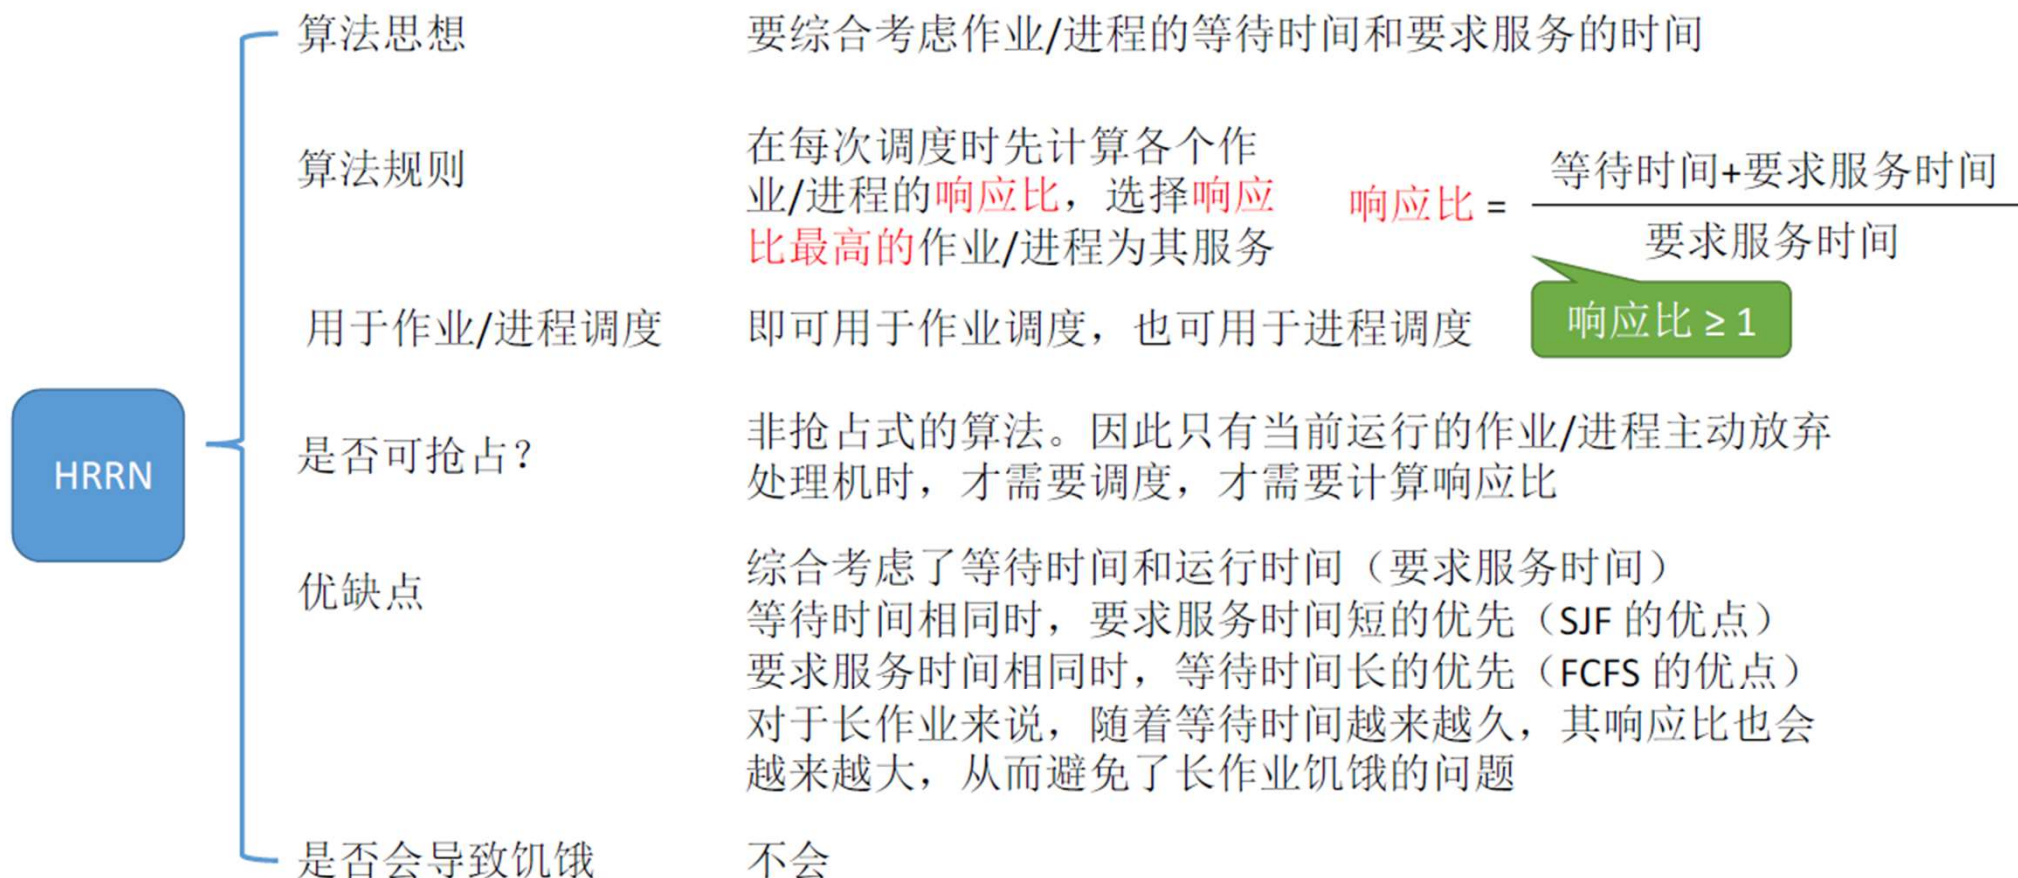 算法思想
要综合考虑作业/进程的等待时间和要求服务的时间
算法规则
在每次调度时先计算各个作
业/进程的响应比，选择响应
比最高的作业/进程为其服务
响应比 =
等待时间+要求服务时间
要求服务时间
响应比 ≥ 1
用于作业/进程调度
即可用于作业调度，也可用于进程调度
HRRN
是否可抢占？
非抢占式的算法。因此只有当前运行的作业/进程主动放弃
处理机时，才需要调度，才需要计算响应比
优缺点
综合考虑了等待时间和运行时间（要求服务时间）
等待时间相同时，要求服务时间短的优先（SJF 的优点）
要求服务时间相同时，等待时间长的优先（FCFS 的优点）
对于长作业来说，随着等待时间越来越久，其响应比也会
越来越大，从而避免了长作业饥饿的问题
是否会导致饥饿
不会